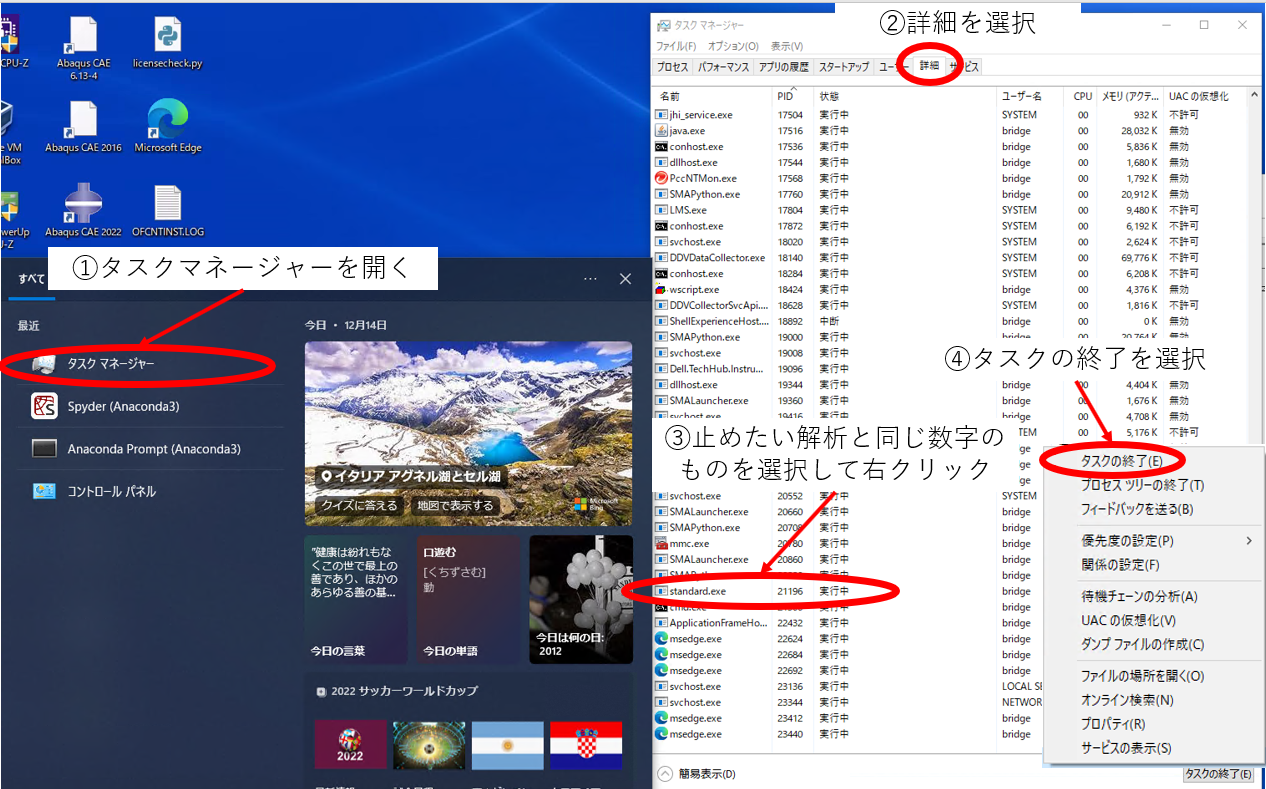 CPU-Z
Abaqus CAE
6.13-4
licensecheck.py
e VM
lBox
Abaqus CAE 2016
Microsoft Edge
werUp
U-Z
Abaqus CAE 2022
OFCNTINST.LOG
①タスクマネージャーを開く
すべて
最近
タスク マネージャー
Spyder (Anaconda3)
Anaconda Prompt (Anaconda3)
コントロール パネル
今日 ・ 12月14日
イタリア アグネル湖とセル湖
クイズに答える 地図で表示する
Microsoft
Bing
"健康は紛れもな
くこの世で最上の
善であり、ほかの
あらゆる善の基...
今日の言葉
口遊む
[くちずさむ]
動
今日の単語
今日は何の日:
2012
2022 サッカーワールドカップ
2022
②詳細を選択
タスク マネージャー
ファイル(F) オプション(O) 表示(V)
プロセス パフォーマンス アプリの履歴 スタートアップ ユーザー 詳細 サービス
名前 PID 状態 ユーザー名 CPU メモリ (アクテ... UAC の仮想化
jhi_service.exe 17504 実行中 SYSTEM 00 932 K 不許可
java.exe 17516 実行中 bridge 00 28,032 K 無効
conhost.exe 17536 実行中 bridge 00 5,836 K 無効
dllhost.exe 17544 実行中 bridge 00 1,680 K 無効
PccNTMon.exe 17568 実行中 bridge 00 1,792 K 無効
SMAPython.exe 17760 実行中 bridge 00 20,912 K 無効
LMS.exe 17804 実行中 SYSTEM 00 9,480 K 不許可
conhost.exe 17872 実行中 SYSTEM 00 6,192 K 不許可
svchost.exe 18020 実行中 SYSTEM 00 2,624 K 不許可
DDVDataCollector.exe 18140 実行中 SYSTEM 00 69,776 K 不許可
conhost.exe 18284 実行中 SYSTEM 00 6,208 K 不許可
wscript.exe 18424 実行中 bridge 00 4,376 K 無効
DDVCollectorSvcApi.... 18628 実行中 SYSTEM 00 1,816 K 不許可
ShellExperienceHost.... 18892 中断 bridge 00 0 K 無効
SMAPython.exe 19000 実行中 bridge 00 20,764 K 無効
svchost.exe 19008 実行中
Dell.TechHub.Instru... 19096 実行中
④タスクの終了を選択
dllhost.exe 19344 実行中 bridge 00 4,404 K 無効
SMALauncher.exe 19360 実行中 bridge 00 1,676 K 無効
svchost.exe 19416 実行中 bridge 00 4,708 K 無効
TEM 00 5,176 K 不許可
③止めたい解析と同じ数字の
ものを選択して右クリック
svchost.exe 20552 実行中 SYSTEM
SMALauncher.exe 20660 実行中 bridge
SMAPython.exe 20708 実行中 bridge
mmc.exe 20780 実行中 bridge
SMALauncher.exe 20860 実行中 bridge
standard.exe 21196 実行中 bridge
cmd.exe 実行中 bridge
ApplicationFrameHo... 22432 実行中 bridge
msedge.exe 22624 実行中 bridge
msedge.exe 22684 実行中 bridge
msedge.exe 22692 実行中 bridge
svchost.exe 23136 実行中 LOCAL SE
svchost.exe 23344 実行中 NETWOR
msedge.exe 23412 実行中 bridge
msedge.exe 23440 実行中 bridge
タスクの終了(E)
プロセス ツリーの終了(T)
フィードバックを送る(B)
優先度の設定(P)
関係の設定(F)
待機チェーンの分析(A)
UAC の仮想化(V)
ダンプ ファイルの作成(C)
ファイルの場所を開く(O)
オンライン検索(N)
プロパティ(R)
サービスの表示(S)
簡易表示(D)
タスクの終了(E)